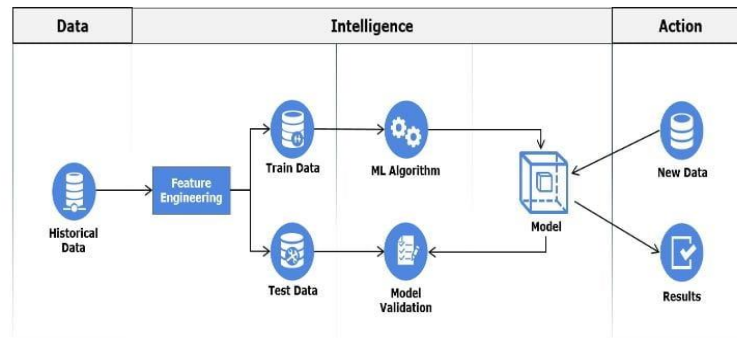 Data
Intelligence
Action
Train Data
ML Algorithm
New Data
Feature
Engineering
Historical
Data
Model
Test Data
Model
Validation
Results